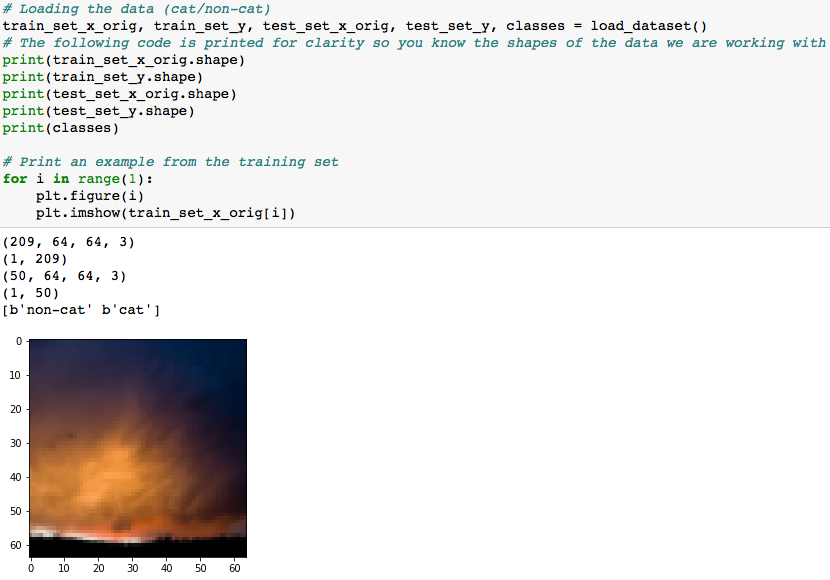 # Loading the data (cat/non-cat)
train_set_x_orig, train_set_y, test_set_x_orig, test_set_y, classes = load_dataset()
# The following code is printed for clarity so you know the shapes of the data we are working with
print(train_set_x_orig.shape)
print(train_set_y.shape)
print(test_set_x_orig.shape)
print(test_set_y.shape)
print(classes)
# Print an example from the training set
for i in range(1):
    plt.figure(i)
    plt.imshow(train_set_x_orig[i])
(209, 64, 64, 3)
(1, 209)
(50, 64, 64, 3)
(1, 50)
[b'non-cat' b'cat']
0
10
20
30
40
50
60
0 10 20 30 40 50 60